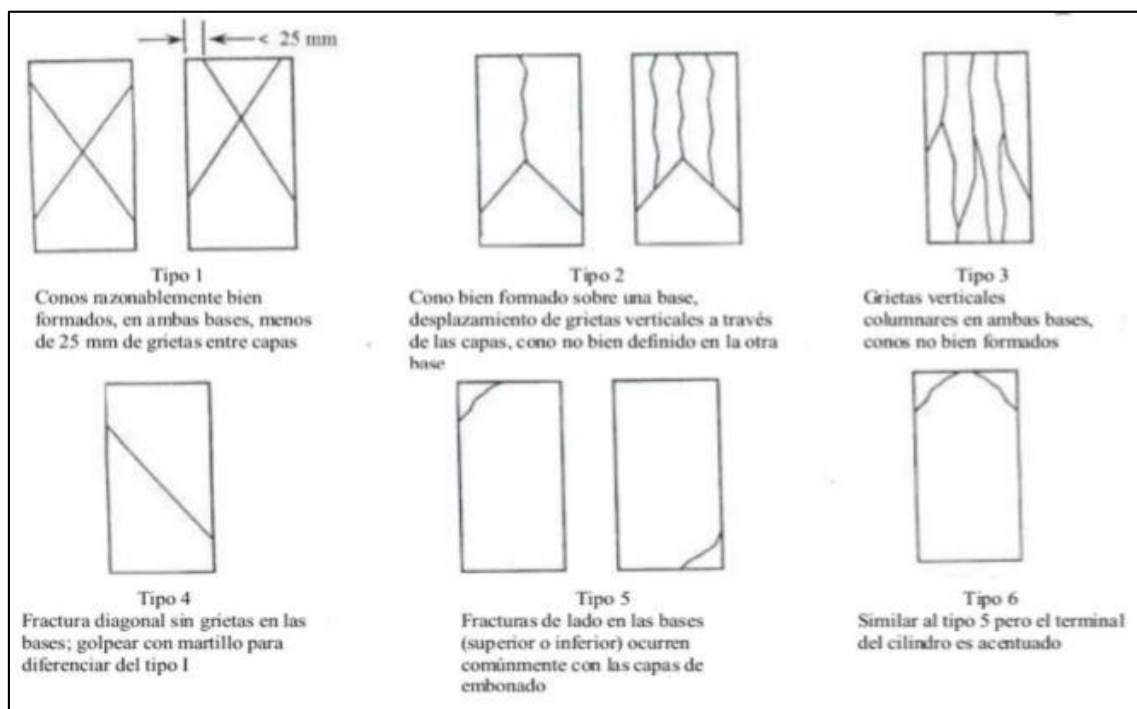 < 25 mm
Tipo 1
Conos razonablemente bien
formados, en ambas bases, menos
de 25 mm de grietas entre capas
Tipo 2
Cono bien formado sobre una base,
desplazamiento de grietas verticales a través
de las capas, cono no bien definido en la otra
base
Tipo 3
Grietas verticales
columnares en ambas bases,
conos no bien formados
Tipo 4
Fractura diagonal sin grietas en las
bases; golpear con martillo para
diferenciar del tipo I
Tipo 5
Fracturas de lado en las bases
(superior o inferior) ocurren
comúnmente con las capas de
embonado
Tipo 6
Similar al tipo 5 pero el terminal
del cilindro es acentuado